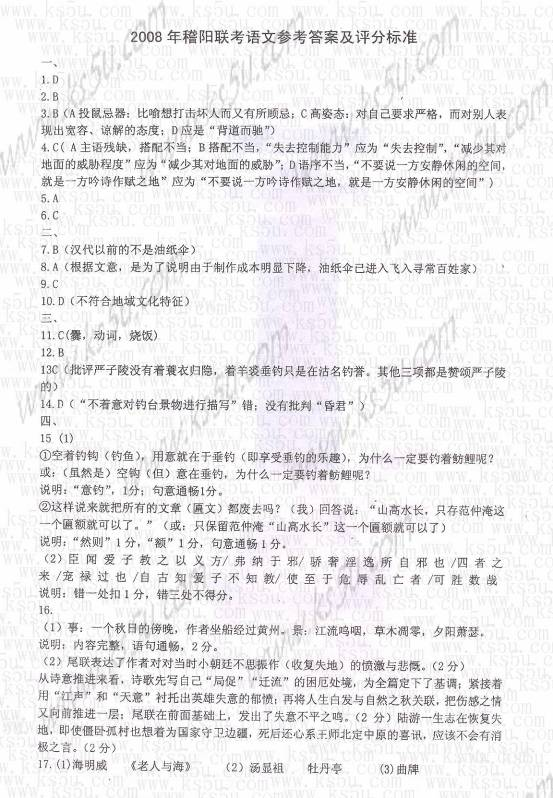 2008 年稽阳联考语文参考答案及评分标准
一、
1.D
2.B
3.B(A 投鼠忌器：比喻想打击坏人而又有所顾忌；C 高姿态：对自己要求严格，而对别人表
现出宽容、谅解的态度；D 应是“背道而驰”）
4.C( A 主语残缺，搭配不当；B 搭配不当，“失去控制能力”应为“失去控制”，“减少其对
地面的威胁程度”应为“减少其对地面的威胁”；D 语序不当，“不要说一方安静休闲的空间，
就是一方吟诗作赋之地”应为“不要说一方吟诗作赋之地，就是一方安静休闲的空间”）
5.A
6.C
二、
7.B（汉代以前的不是油纸伞）
8.A（根据文意，是为了说明由于制作成本明显下降，油纸伞已进入飞入寻常百姓家）
9.C
10.D（不符合地域文化特征）
三、
11.C(爨，动词，烧饭)
12.B
13C（批评严子陵没有着蓑衣归隐，着羊裘垂钓只是在沽名钓誉。其他三项都是赞颂严子陵
的）
14.D（“不着意对钓台景物进行描写”错；没有批判“昏君”）
四、
15 (1)
①空着钓钩（钓鱼），用意就在于垂钓（即享受垂钓的乐趣），为什么一定要钓着鲂鲤呢？
或：（虽然是）空钩（但）意在垂钓，为什么一定要钓着鲂鲤呢？
说明：“意钓”，1分；句意通畅1分。
②这样说来就把所有的文章（匾文）都废去吗？（我）回答说：“山高水长，只存范仲淹这
一个匾额就可以了。”（或：只保留范仲淹“山高水长”这一个匾额就可以了）
说明：“然则”1 分，“额”1 分，句意通畅 1 分。
（2）臣 闻 爱 子 教 之 以 义 方/ 弗 纳 于 邪/ 骄 奢 淫 逸 所 自 邪 也 /四 者 之
来 /宠 禄 过 也 /自 古 知 爱 子 不 知 教/ 使 至 于 危 辱 乱 亡 者 /可 胜 数 哉
说明：错一处扣 1 分，错三处不得分。
16.
（1）事：一个秋日的傍晚，作者坐船经过黄州。景：江流呜咽，草木凋零，夕阳萧瑟。
说明：内容完整，语句通畅，2 分。
（2）尾联表达了作者对对当时小朝廷不思振作（收复失地）的愤激与悲慨。（2 分）
从诗意推进来看，诗歌先写自己“局促”“迁流”的困厄处境，为全篇定下了基调；紧接着
用“江声”和“天意”衬托出英雄失意的郁愤；再将人生白发与自然之秋关联，把伤感之情
又向前推进一层；尾联在前面基础上，发出了失意不平之鸣。（2 分）陆游一生志在恢复失
地，即使僵卧孤村也想着为国家守卫边疆，死后还心系王师北定中原的喜讯，应该不会有消
极之言。（2 分）
17.(1)海明威 《老人与海》 （2）汤显祖 牡丹亭 (3)曲牌
www.ks5u.com